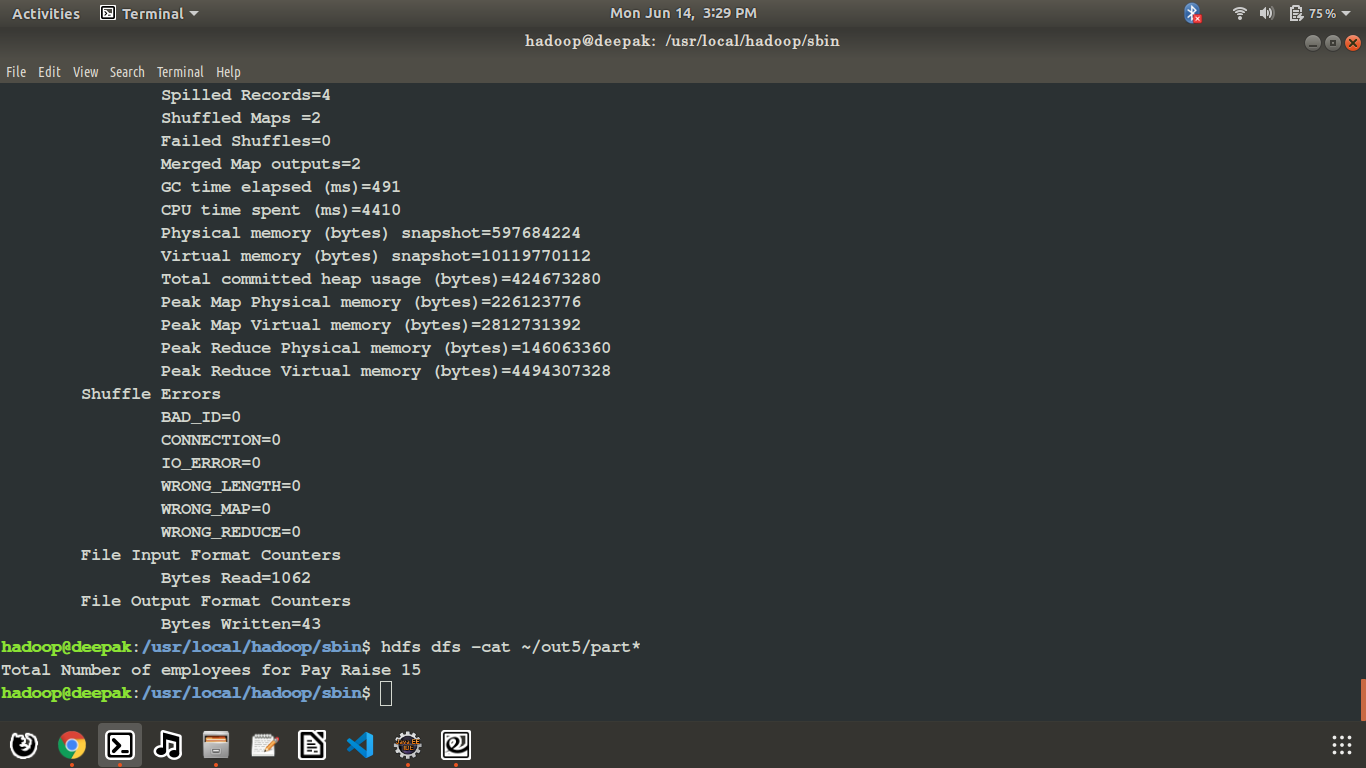 Activities Terminal Mon Jun 14, 3:29 PM 75%
hadoop@deepak: /usr/local/hadoop/sbin
File Edit View Search Terminal Help
Spilled Records=4
Shuffled Maps =2
Failed Shuffles=0
Merged Map outputs=2
GC time elapsed (ms)=491
CPU time spent (ms)=4410
Physical memory (bytes) snapshot=597684224
Virtual memory (bytes) snapshot=10119770112
Total committed heap usage (bytes)=424673280
Peak Map Physical memory (bytes)=226123776
Peak Map Virtual memory (bytes)=2812731392
Peak Reduce Physical memory (bytes)=146063360
Peak Reduce Virtual memory (bytes)=4494307328
Shuffle Errors
BAD_ID=0
CONNECTION=0
IO_ERROR=0
WRONG_LENGTH=0
WRONG_MAP=0
WRONG_REDUCE=0
File Input Format Counters
Bytes Read=1062
File Output Format Counters
Bytes Written=43
hadoop@deepak:/usr/local/hadoop/sbin$ hdfs dfs -cat ~/out5/part*
Total Number of employees for Pay Raise 15
hadoop@deepak:/usr/local/hadoop/sbin$